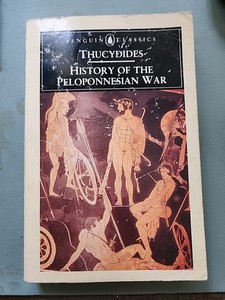 PENGUIN CLASSICS
THUCYDIDES
HISTORY OF THE
PELOPONNESIAN WAR